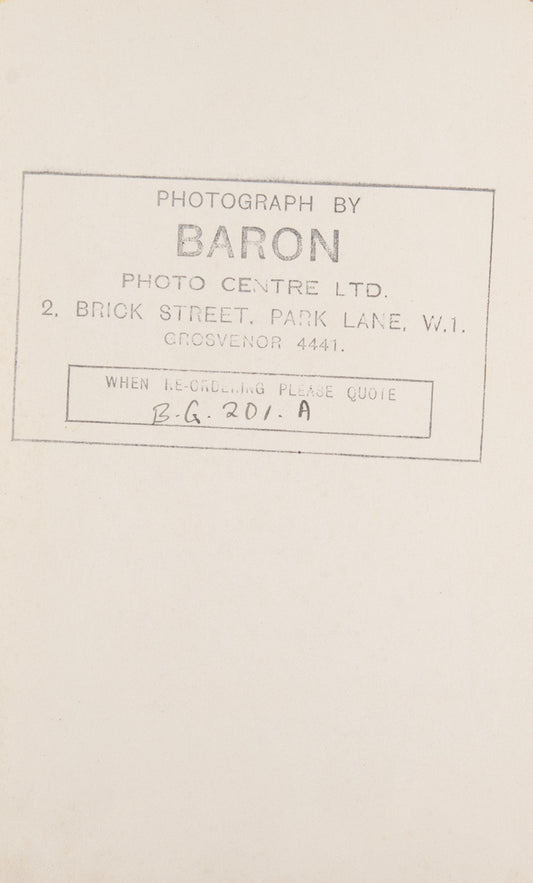 PHOTOGRAPH BY
BARON
PHOTO CENTRE LTD.
2, BRICK STREET, PARK LANE, W.1.
GROSVENOR 4441.
WHEN RE-ORDERING PLEASE QUOTE
B.G. 201. A